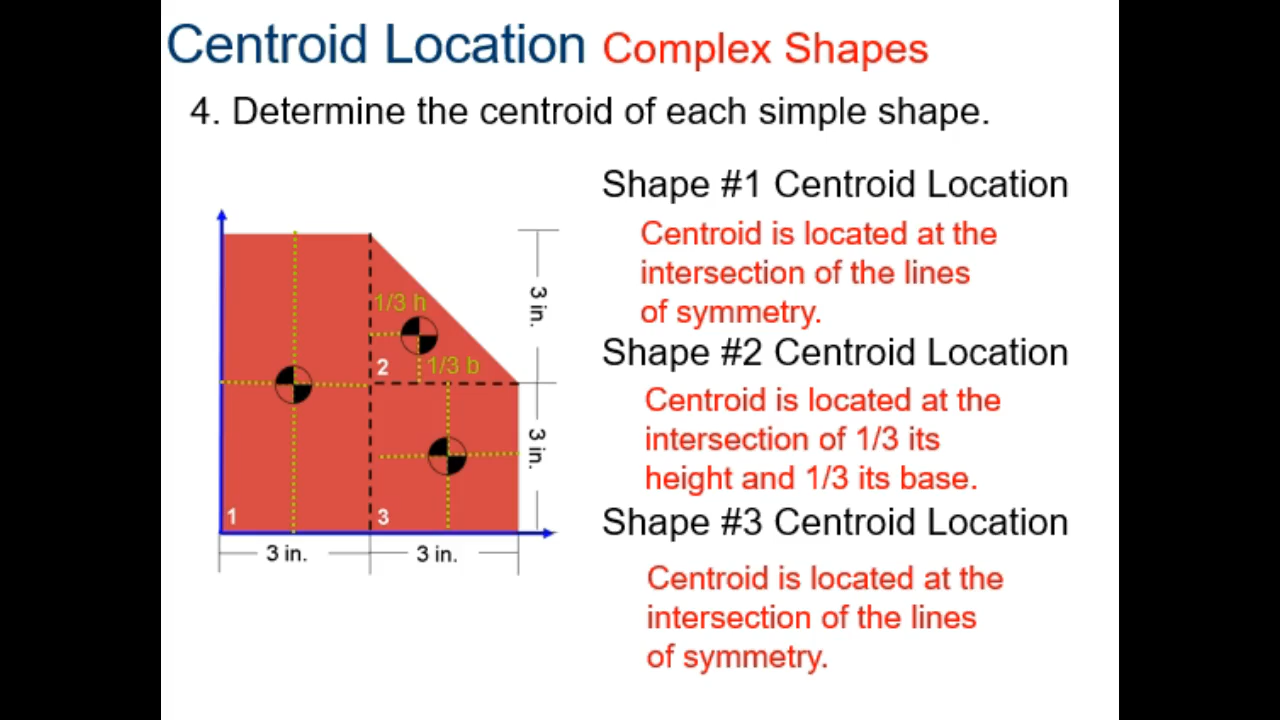 Centroid Location Complex Shapes
4. Determine the centroid of each simple shape.
Shape #1 Centroid Location
Centroid is located at the
intersection of the lines
of symmetry.
Shape #2 Centroid Location
Centroid is located at the
intersection of 1/3 its
height and 1/3 its base.
Shape #3 Centroid Location
Centroid is located at the
intersection of the lines
of symmetry.
1/3 h
3 in.
2
1/3 b
3 in.
1
3
3 in.
3 in.